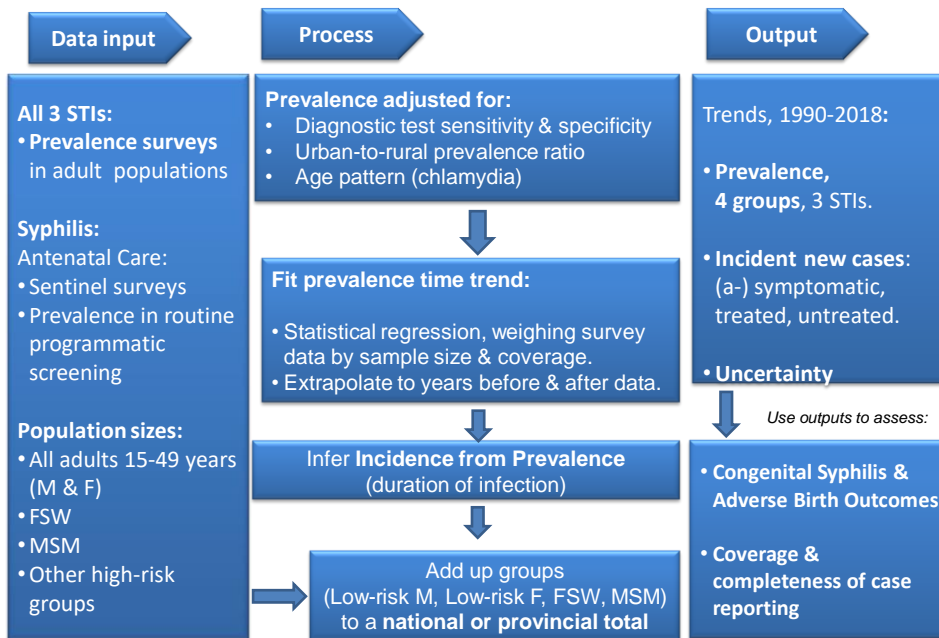 Data input
All 3 STIs:
• Prevalence surveys
in adult populations
Syphilis:
Antenatal Care:
• Sentinel surveys
• Prevalence in routine
programmatic
screening
Population sizes:
• All adults 15-49 years
(M & F)
• FSW
• MSM
• Other high-risk
groups
Process
Prevalence adjusted for:
• Diagnostic test sensitivity & specificity
• Urban-to-rural prevalence ratio
• Age pattern (chlamydia)
Fit prevalence time trend:
• Statistical regression, weighing survey
data by sample size & coverage.
• Extrapolate to years before & after data.
Infer Incidence from Prevalence
(duration of infection)
Add up groups
(Low-risk M, Low-risk F, FSW, MSM)
to a national or provincial total
Output
Trends, 1990-2018:
• Prevalence,
4 groups, 3 STIs.
• Incident new cases:
(a-) symptomatic,
treated, untreated.
• Uncertainty
Use outputs to assess:
• Congenital Syphilis &
Adverse Birth Outcomes
• Coverage &
completeness of case
reporting